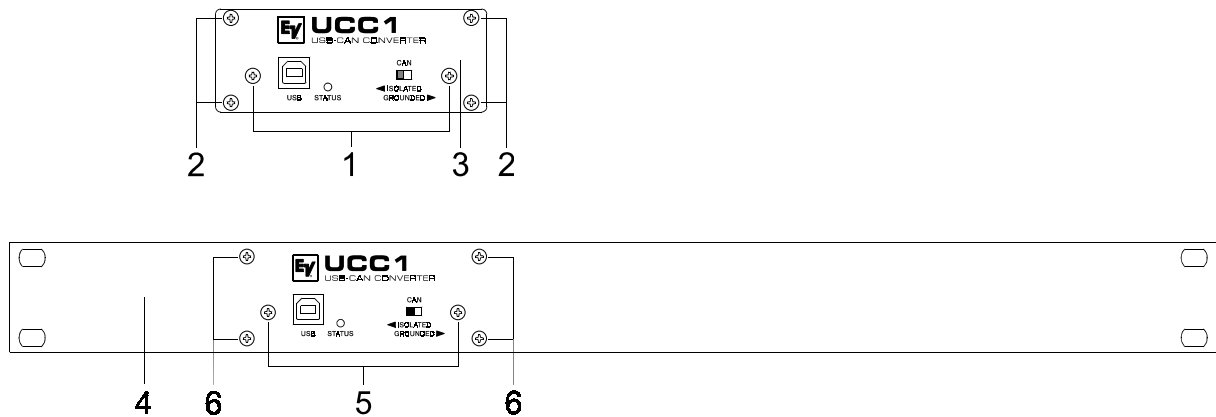 EV UCC1
USB-CAN CONVERTER
CAN
◄ ISOLATED
USB STATUS GROUNDED ►
2 1 3 2
EV UCC1
USB-CAN CONVERTER
CAN
◄ ISOLATED
USB STATUS GROUNDED ►
4 6 5 6